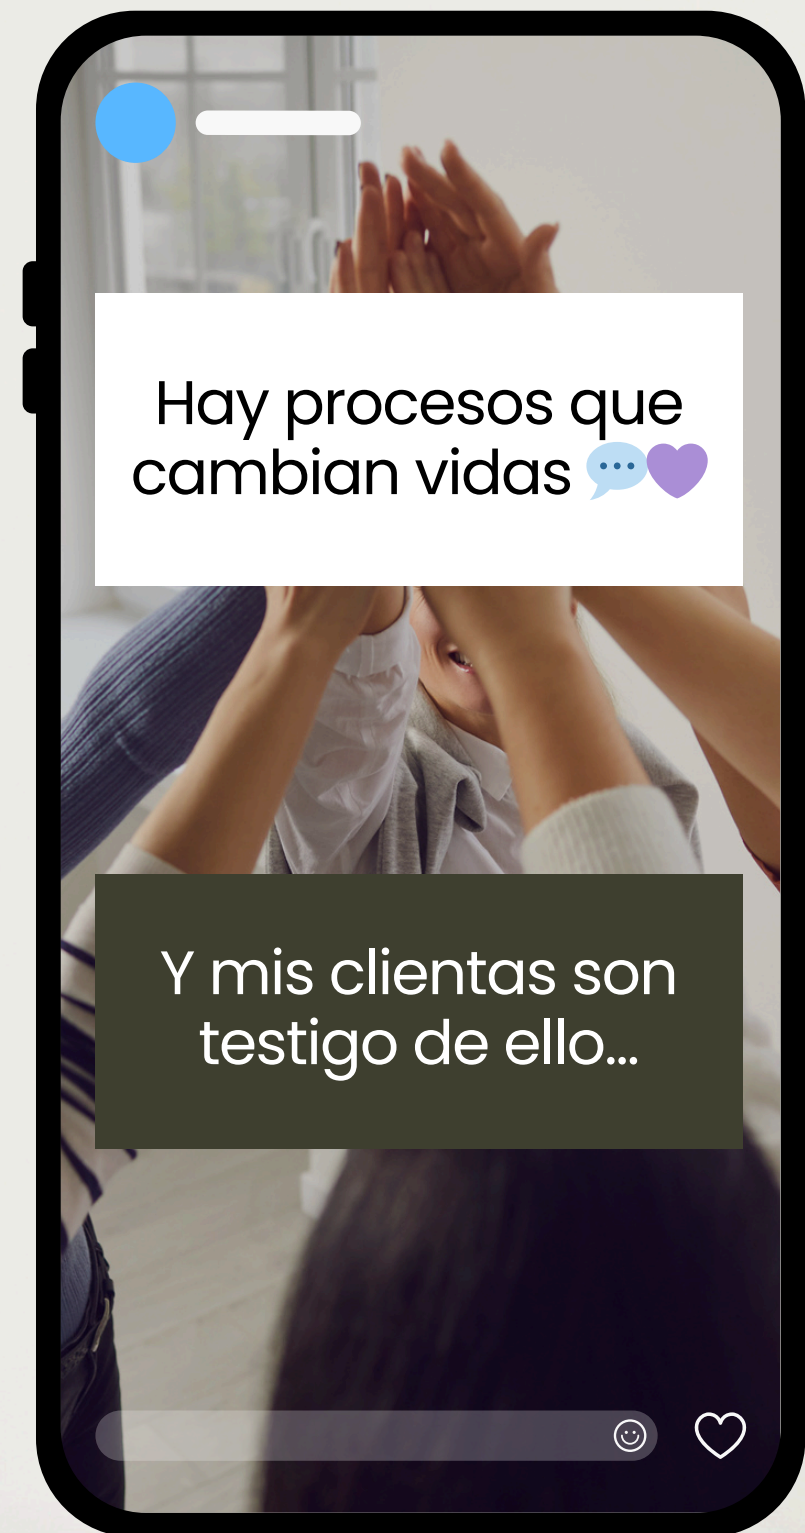 Hay procesos que
cambian vidas 💬💜
Y mis clientas son
testigo de ello...